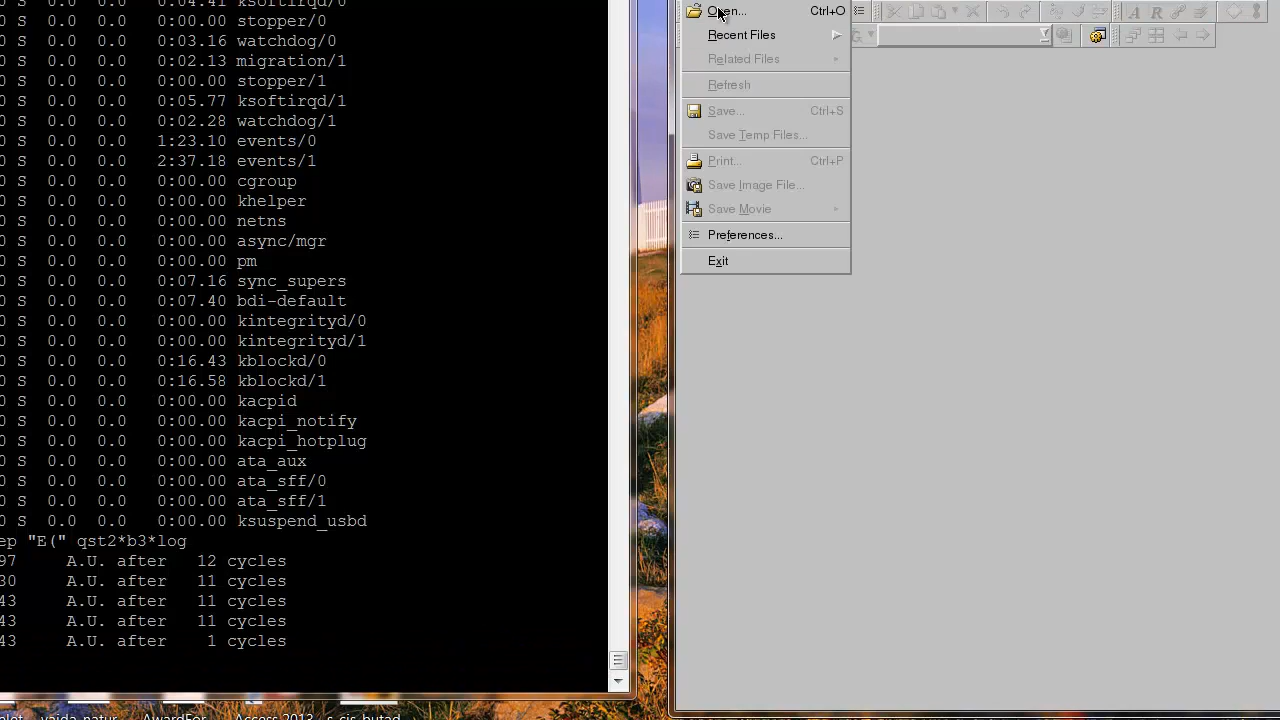 0 S 0.0 0.0 0:04.41 ksoftirqd/0
0 S 0.0 0.0 0:00.00 stopper/0
0 S 0.0 0.0 0:03.16 watchdog/0
0 S 0.0 0.0 0:02.13 migration/1
0 S 0.0 0.0 0:00.00 stopper/1
0 S 0.0 0.0 0:05.77 ksoftirqd/1
0 S 0.0 0.0 0:02.28 watchdog/1
0 S 0.0 0.0 1:23.10 events/0
0 S 0.0 0.0 2:37.18 events/1
0 S 0.0 0.0 0:00.00 cgroup
0 S 0.0 0.0 0:00.00 khelper
0 S 0.0 0.0 0:00.00 netns
0 S 0.0 0.0 0:00.00 async/mgr
0 S 0.0 0.0 0:00.00 pm
0 S 0.0 0.0 0:07.16 sync_supers
0 S 0.0 0.0 0:07.40 bdi-default
0 S 0.0 0.0 0:00.00 kintegrityd/0
0 S 0.0 0.0 0:00.00 kintegrityd/1
0 S 0.0 0.0 0:16.43 kblockd/0
0 S 0.0 0.0 0:16.58 kblockd/1
0 S 0.0 0.0 0:00.00 kacpid
0 S 0.0 0.0 0:00.00 kacpi_notify
0 S 0.0 0.0 0:00.00 kacpi_hotplug
0 S 0.0 0.0 0:00.00 ata_aux
0 S 0.0 0.0 0:00.00 ata_sff/0
0 S 0.0 0.0 0:00.00 ata_sff/1
0 S 0.0 0.0 0:00.00 ksuspend_usbd
ep "E(" qst2*b3*log
97 A.U. after 12 cycles
30 A.U. after 11 cycles
43 A.U. after 11 cycles
43 A.U. after 11 cycles
43 A.U. after 1 cycles
Open... Ctrl+O
Recent Files
Related Files
Refresh
Save... Ctrl+S
Save Temp Files...
Print... Ctrl+P
Save Image File...
Save Movie
Preferences...
Exit
A R